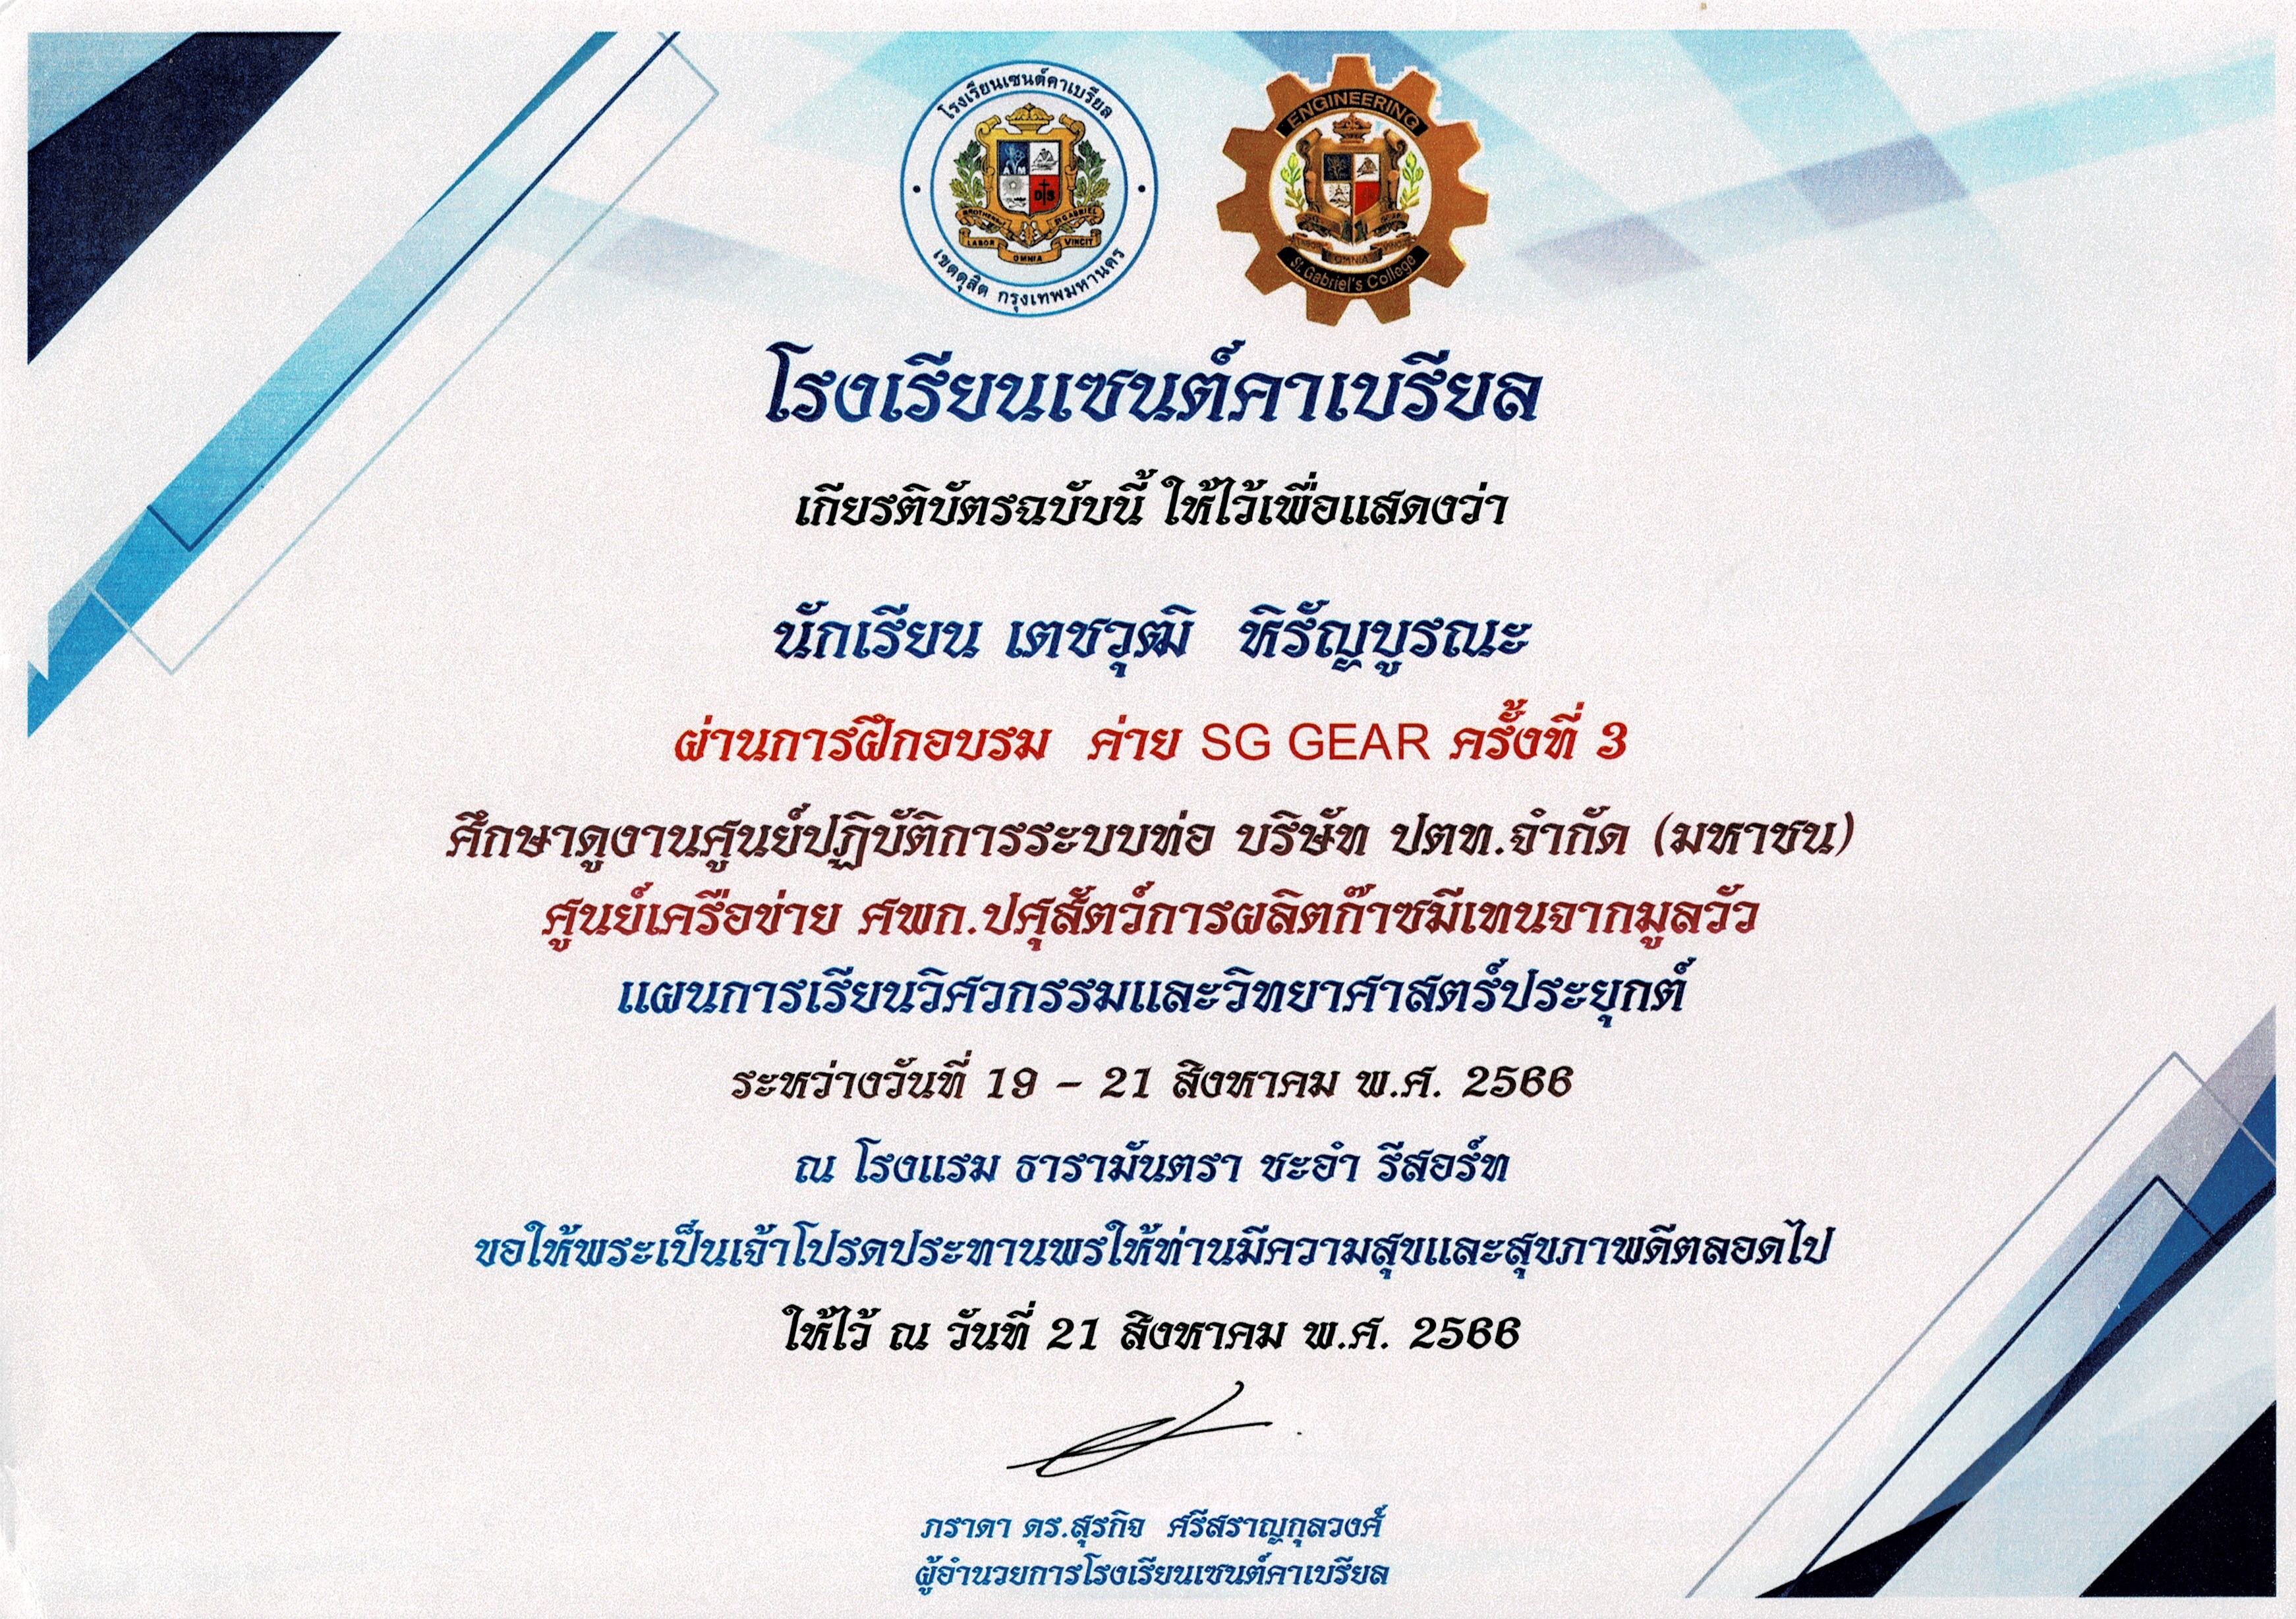 โรงเรียนเซนต์คาเบรียล
เขตดุสิต กรุงเทพมหานคร
LABOR OMNIA VINCIT
ENGINEERING
St. Gabriel's College
โรงเรียนเซนต์คาเบรียล
เกียรติบัตรฉบับนี้ ให้ไว้เพื่อแสดงว่า
นักเรียน เตชวุฒิ หิรัญบูรณะ
ผ่านการฝึกอบรม ค่าย SG GEAR ครั้งที่ 3
ศึกษาดูงานศูนย์ปฏิบัติการระบบท่อ บริษัท ปตท.จำกัด (มหาชน)
ศูนย์เครือข่าย ศพก.ปศุสัตว์การผลิตก๊าซมีเทนจากมูลวัว
แผนการเรียนวิศวกรรมและวิทยาศาสตร์ประยุกต์
ระหว่างวันที่ 19 – 21 สิงหาคม พ.ศ. 2566
ณ โรงแรม ธารามันตรา ชะอำ รีสอร์ท
ขอให้พระเป็นเจ้าโปรดประทานพรให้ท่านมีความสุขและสุขภาพดีตลอดไป
ให้ไว้ ณ วันที่ 21 สิงหาคม พ.ศ. 2566
ภราดา ดร.สุรกิจ ศรีสราญกุลวงศ์
ผู้อำนวยการโรงเรียนเซนต์คาเบรียล